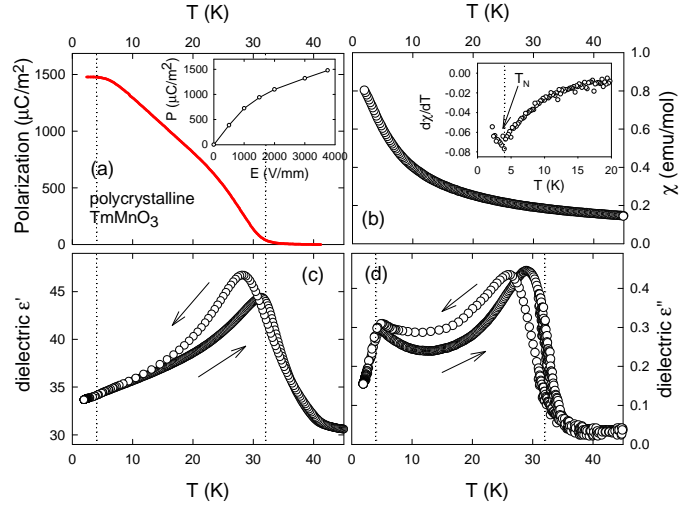 T (K)
T (K)
0 10 20 30 40
0 10 20 30 40
Polarization (μC/m²)
1500
1000
500
0
P (μC/m²)
1500
1000
500
0
0 1000 2000 3000 4000
E (V/mm)
(a)
polycrystalline
TmMnO₃
dχ/dT
0.00
-0.02
-0.04
-0.06
-0.08
T_N
0 5 10 15 20
T (K)
(b)
1.0
0.8
0.6
0.4
0.2
0.0
χ (emu/mol)
dielectric ε'
45
40
35
30
(c)
0 10 20 30 40
T (K)
(d)
0.4
0.3
0.2
0.1
0.0
dielectric ε"
0 10 20 30 40
T (K)